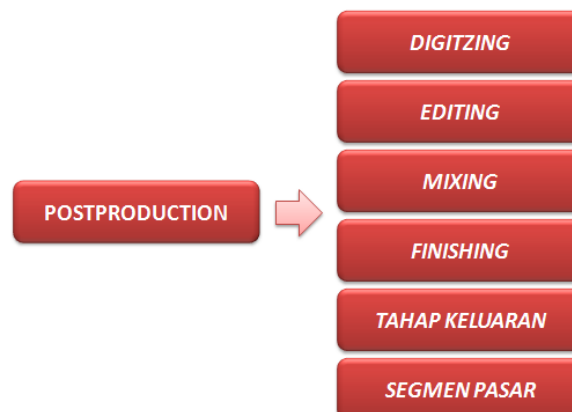 POSTPRODUCTION
DIGITZING
EDITING
MIXING
FINISHING
TAHAP KELUARAN
SEGMEN PASAR